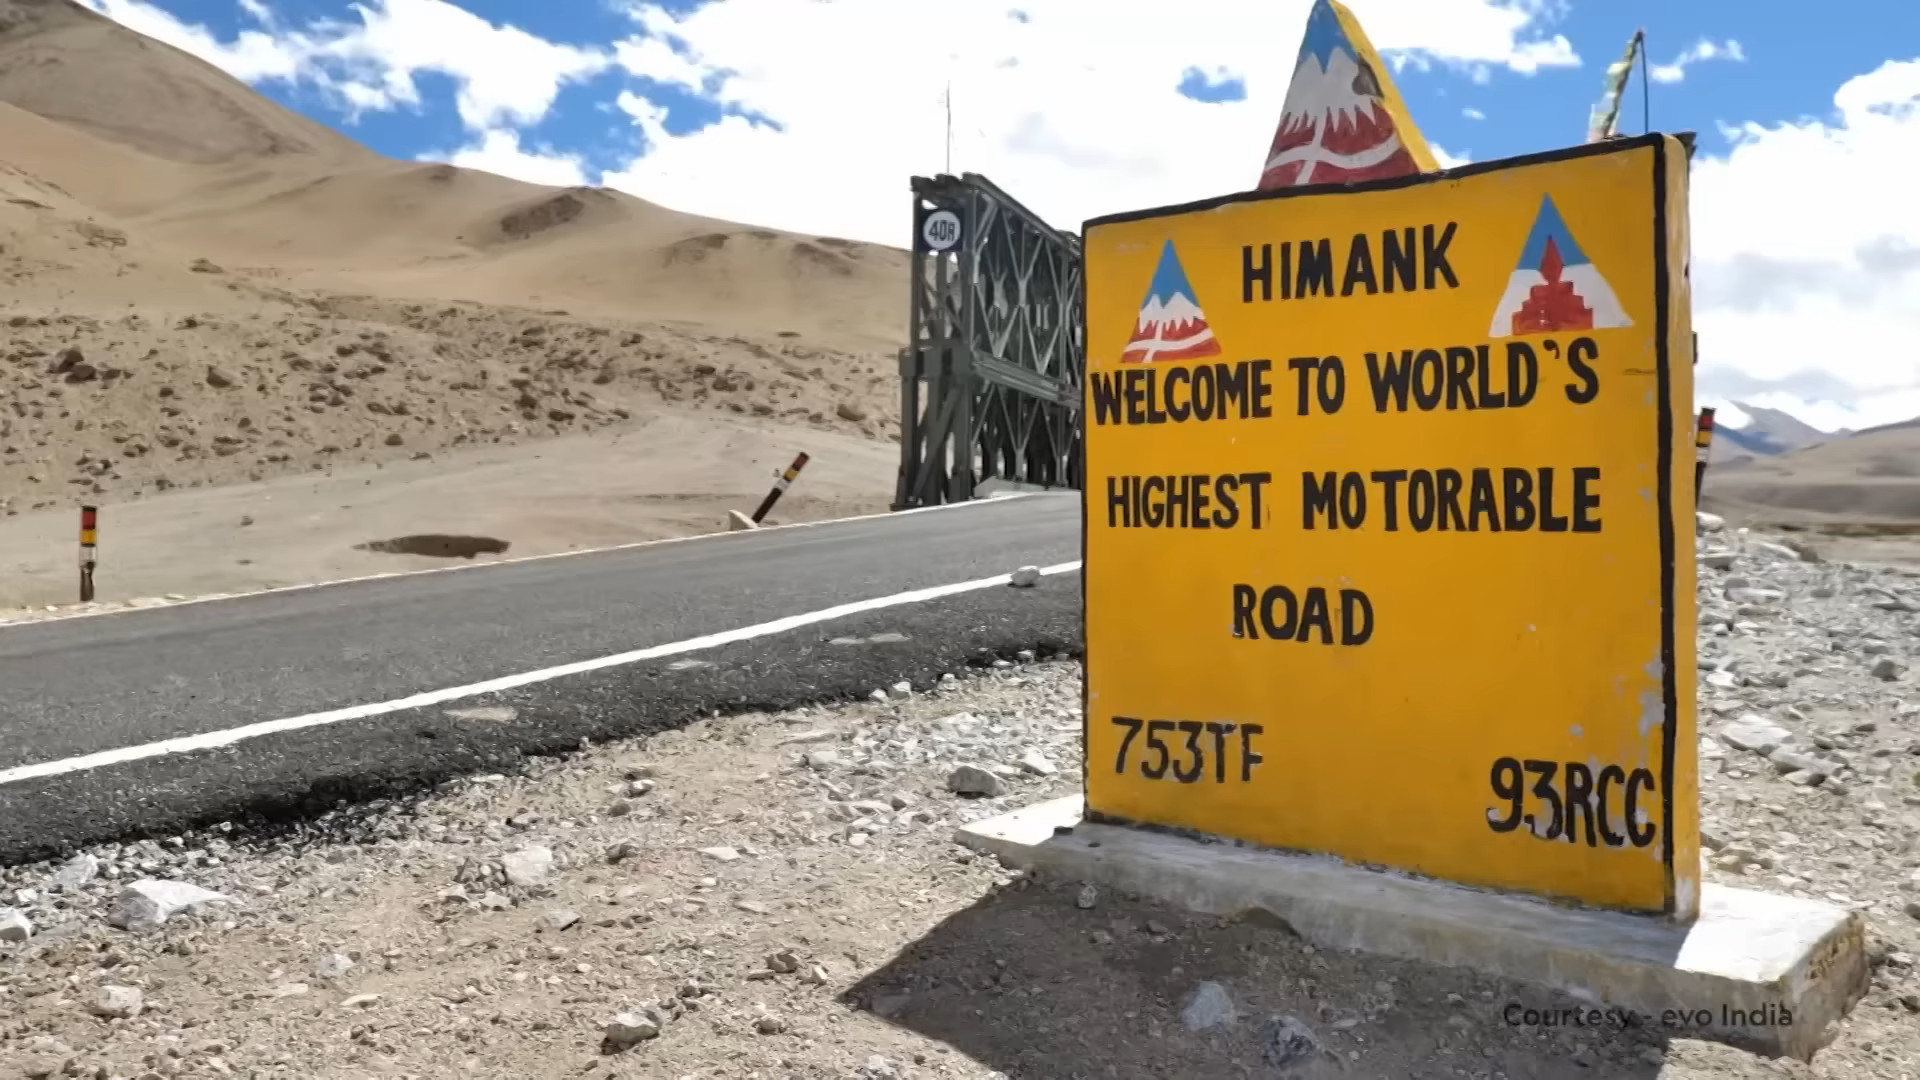 40R
HIMANK
WELCOME TO WORLD'S
HIGHEST MOTORABLE
ROAD
753TF
93RCC
Courtesy - evo India